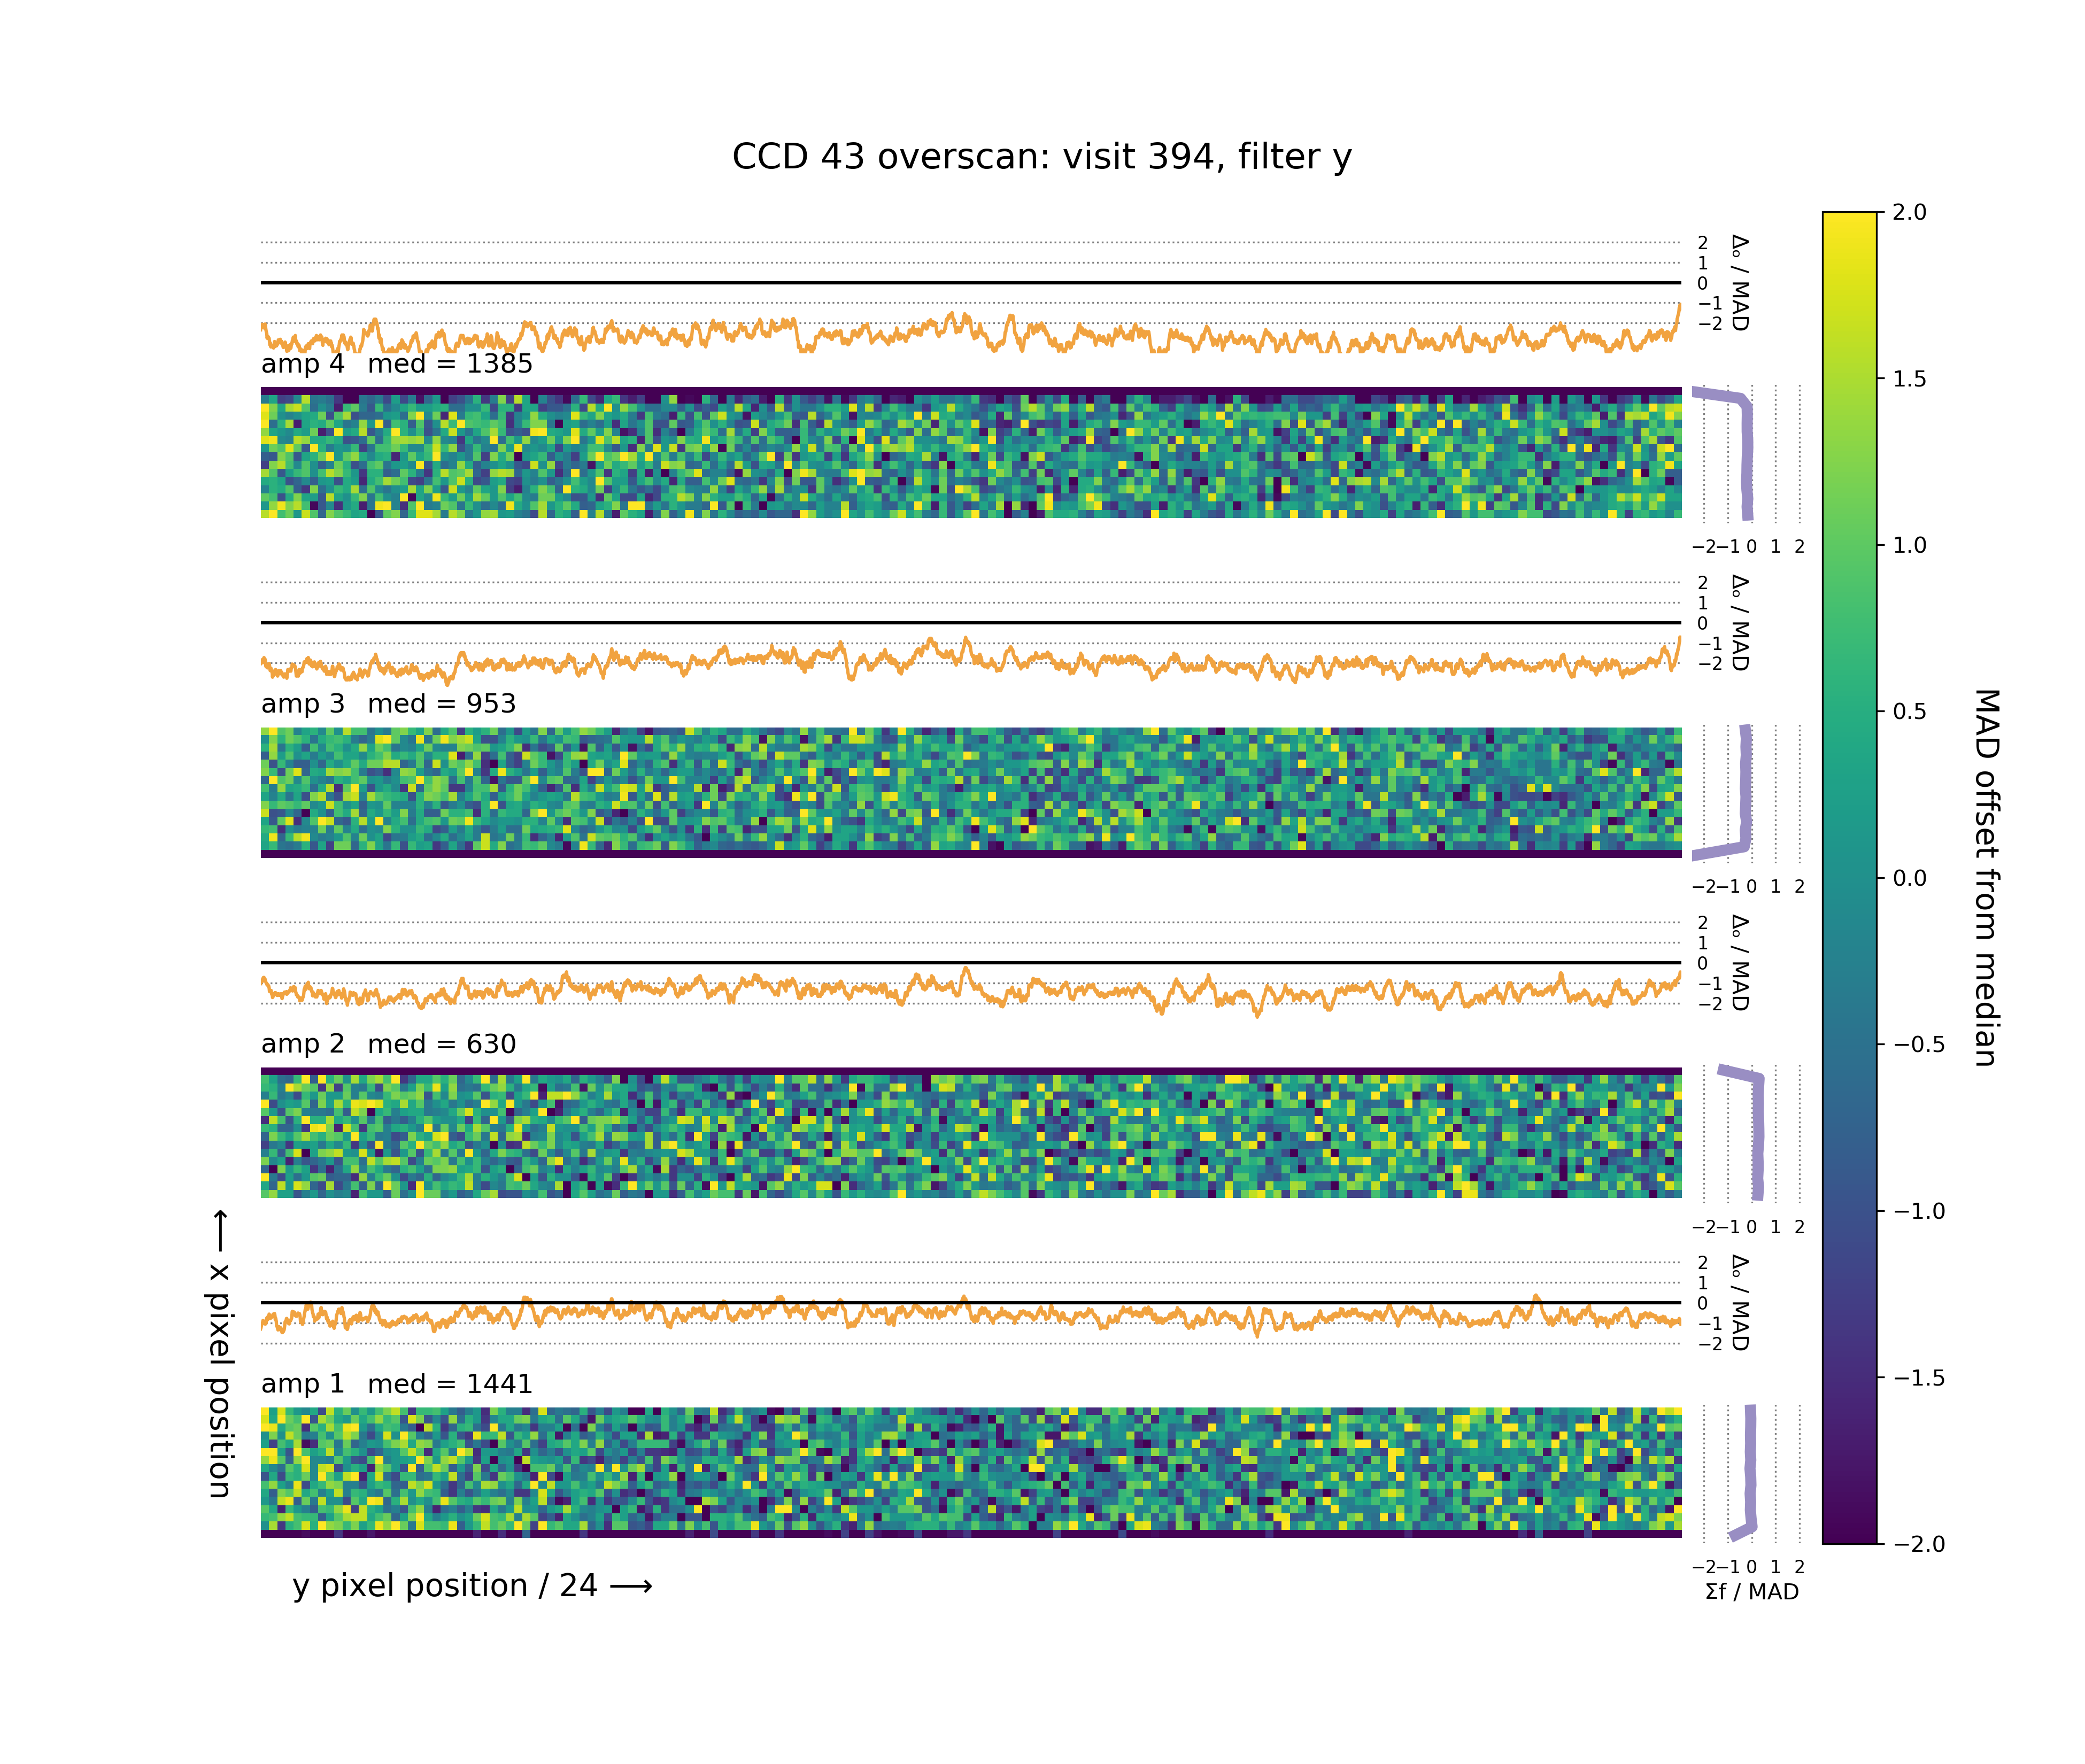 CCD 43 overscan: visit 394, filter y
2
1
0
−1
−2
Δₒ / MAD
amp 4 med = 1385
−2 −1 0 1 2
2
1
0
−1
−2
Δₒ / MAD
amp 3 med = 953
−2 −1 0 1 2
2
1
0
−1
−2
Δₒ / MAD
amp 2 med = 630
−2 −1 0 1 2
2
1
0
−1
−2
Δₒ / MAD
amp 1 med = 1441
−2 −1 0 1 2
Σf / MAD
x pixel position ⟶
y pixel position / 24 ⟶
2.0
1.5
1.0
0.5
0.0
−0.5
−1.0
−1.5
−2.0
MAD offset from median